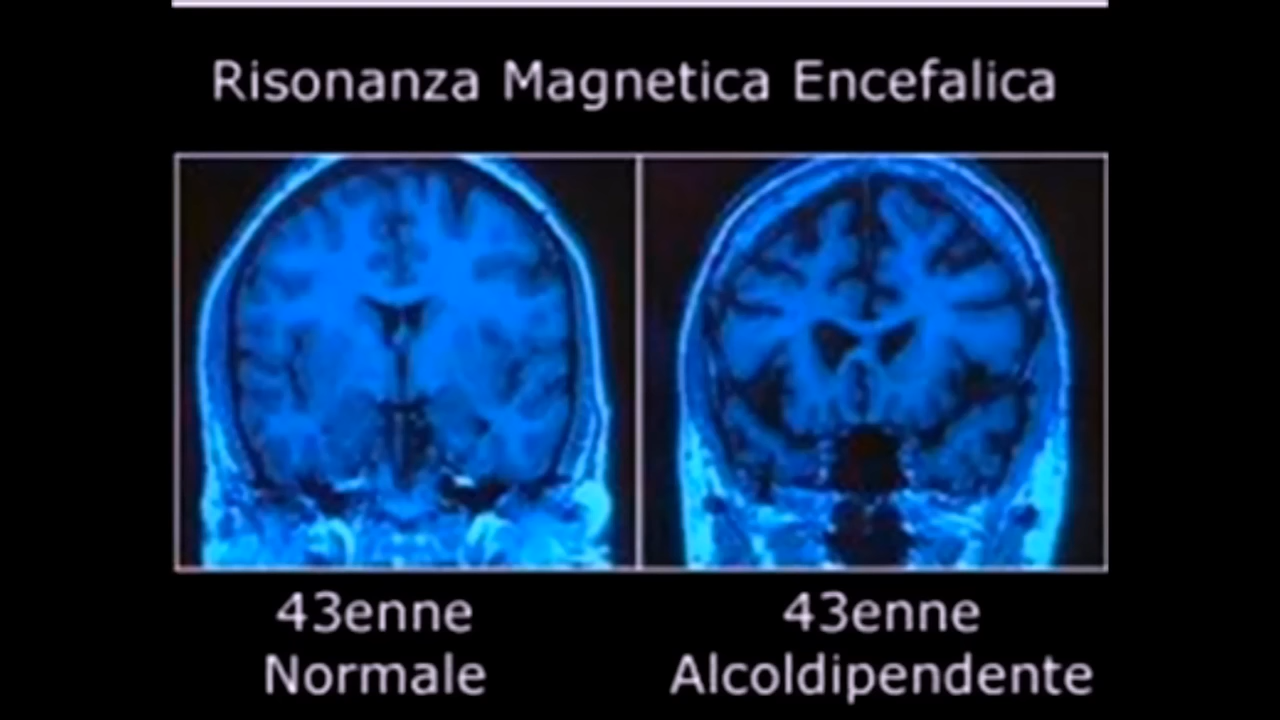 Risonanza Magnetica Encefalica
43enne
Normale
43enne
Alcoldipendente